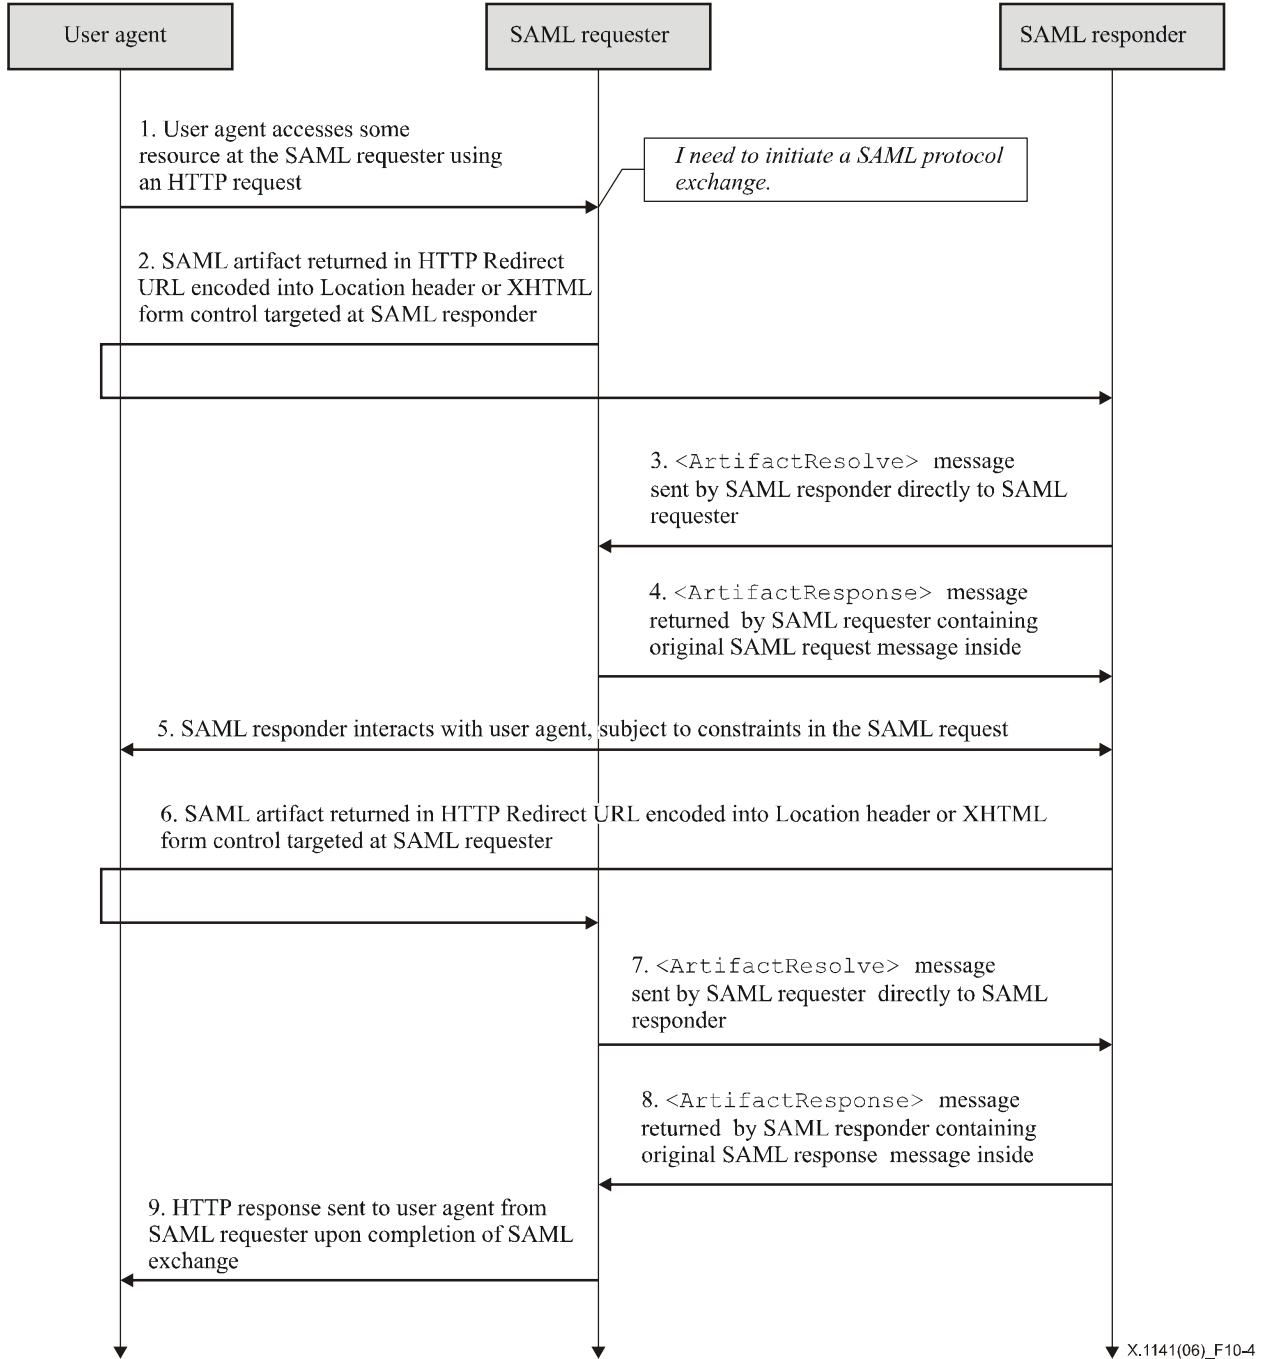 User agent
SAML requester
SAML responder
1. User agent accesses some
resource at the SAML requester using
an HTTP request
I need to initiate a SAML protocol
exchange.
2. SAML artifact returned in HTTP Redirect
URL encoded into Location header or XHTML
form control targeted at SAML responder
3. <ArtifactResolve> message
sent by SAML responder directly to SAML
requester
4. <ArtifactResponse> message
returned by SAML requester containing
original SAML request message inside
5. SAML responder interacts with user agent, subject to constraints in the SAML request
6. SAML artifact returned in HTTP Redirect URL encoded into Location header or XHTML
form control targeted at SAML requester
7. <ArtifactResolve> message
sent by SAML requester directly to SAML
responder
8. <ArtifactResponse> message
returned by SAML responder containing
original SAML response message inside
9. HTTP response sent to user agent from
SAML requester upon completion of SAML
exchange
X.1141(06)_F10-4